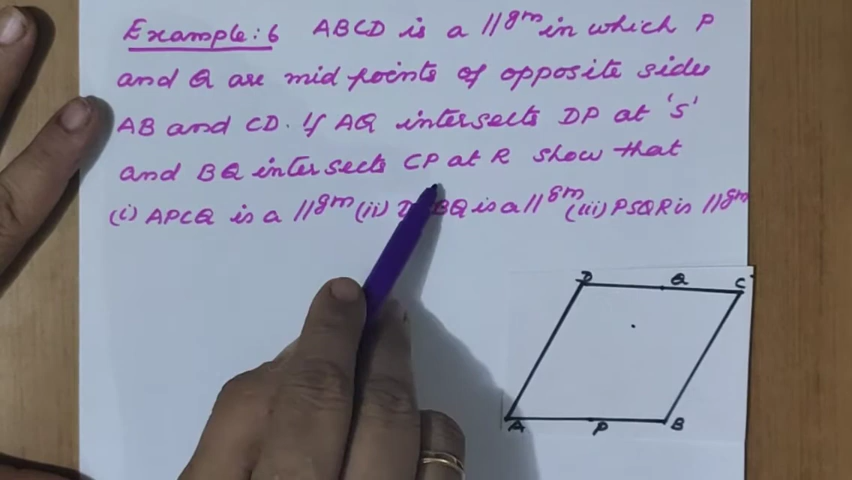 Example: 6 ABCD is a ||gm in which P
and Q are mid points of opposite sides
AB and CD. If AQ intersects DP at 'S'
and BQ intersects CP at R show that
(i) APCQ is a ||gm (ii) D BQ is a ||gm (iii) PSQR is ||gm
D Q C
A P B